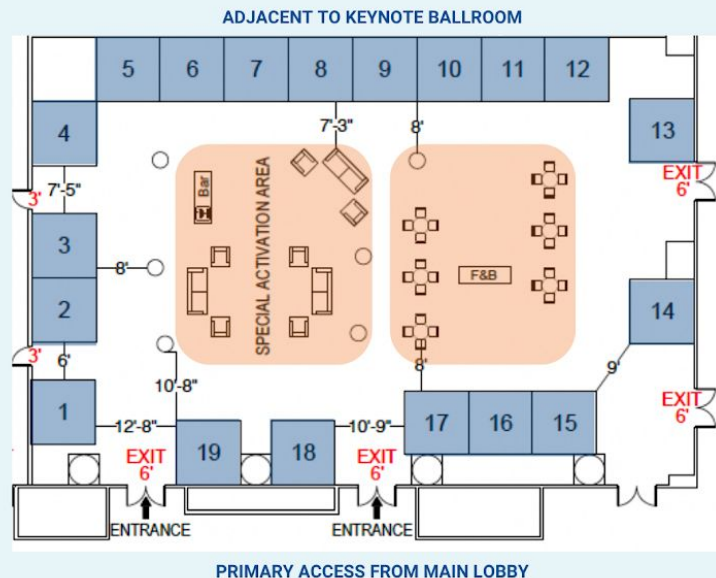 ADJACENT TO KEYNOTE BALLROOM
5 6 7 8 9 10 11 12
4
13
7'-3"
8'
7'-5"
3'
EXIT
6'
Bar
SPECIAL ACTIVATION AREA
3
8'
F&B
2
14
3'
6'
8'
9'
10'-8"
1
12'-8"
19
18
10'-9"
17
16
15
EXIT
6'
EXIT
6'
EXIT
6'
ENTRANCE
ENTRANCE
PRIMARY ACCESS FROM MAIN LOBBY